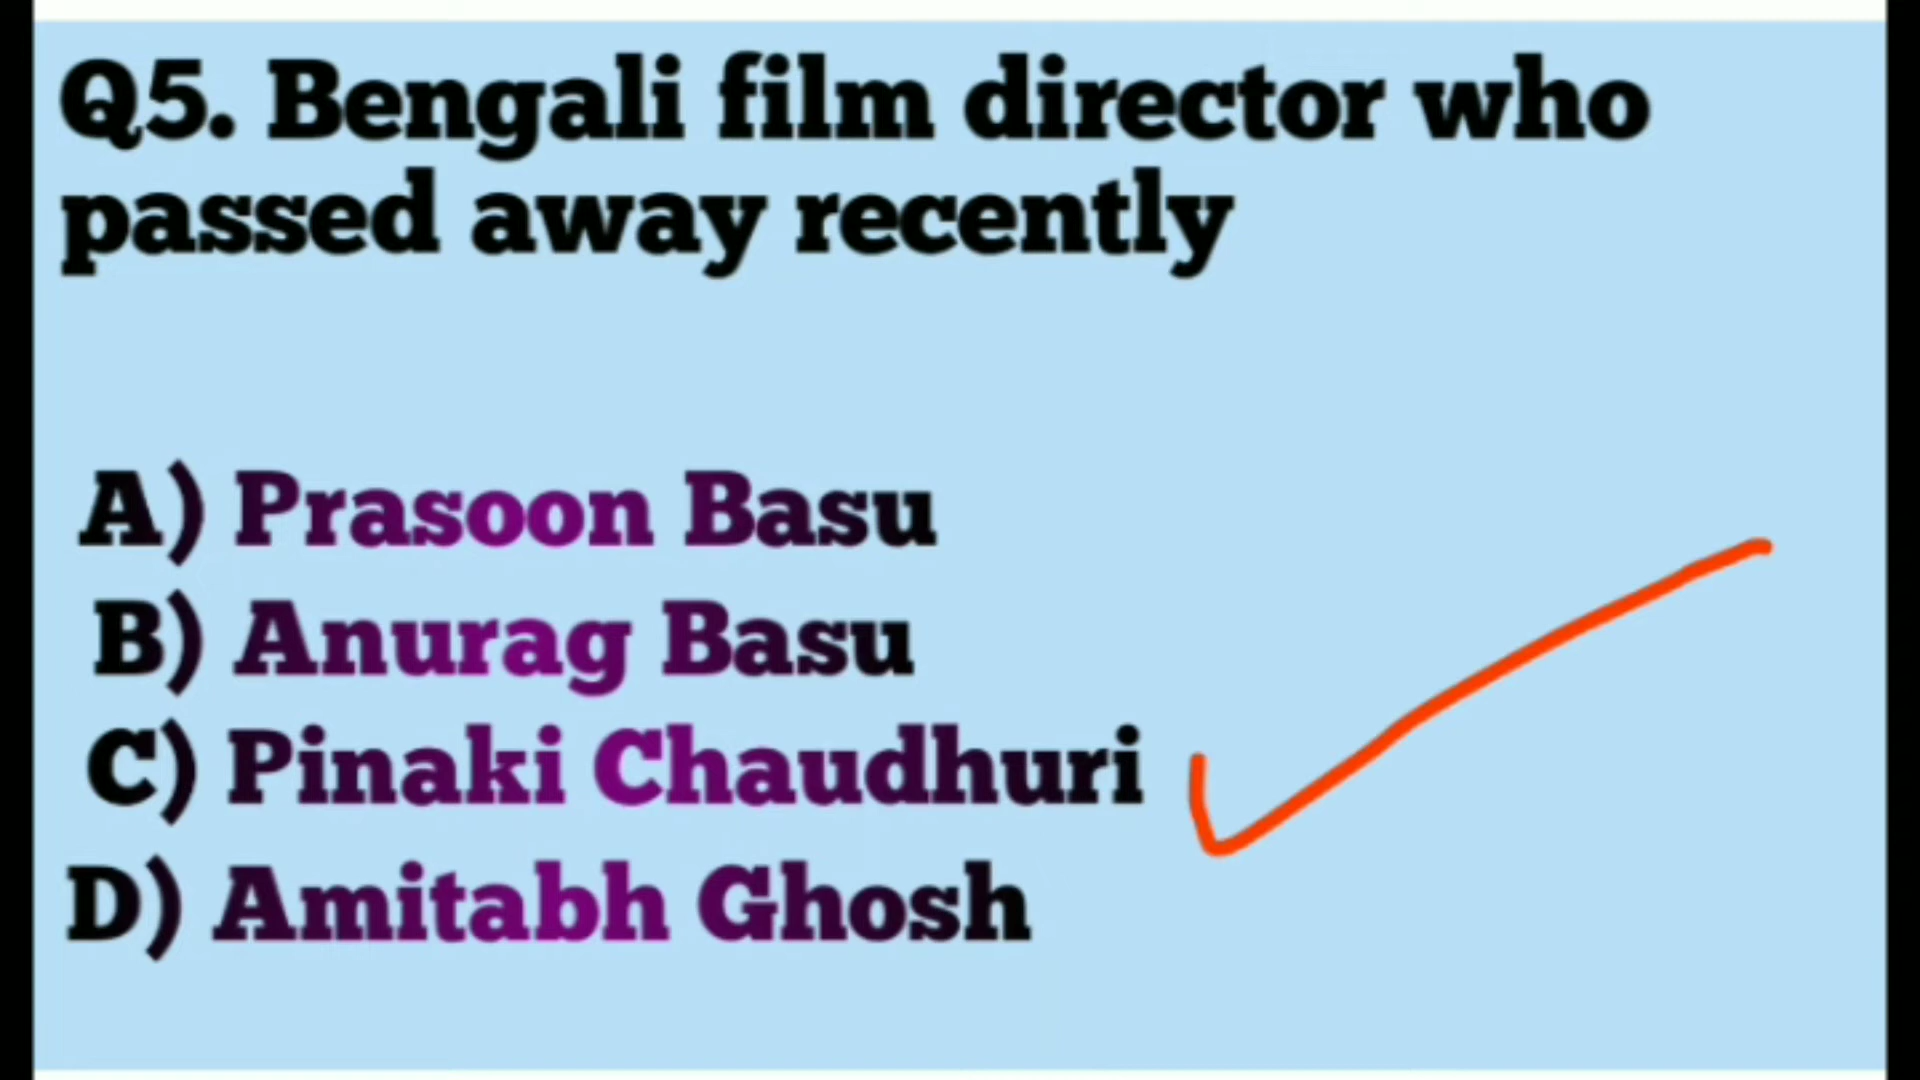 Q5. Bengali film director who
passed away recently
A) Prasoon Basu
B) Anurag Basu
C) Pinaki Chaudhuri
D) Amitabh Ghosh